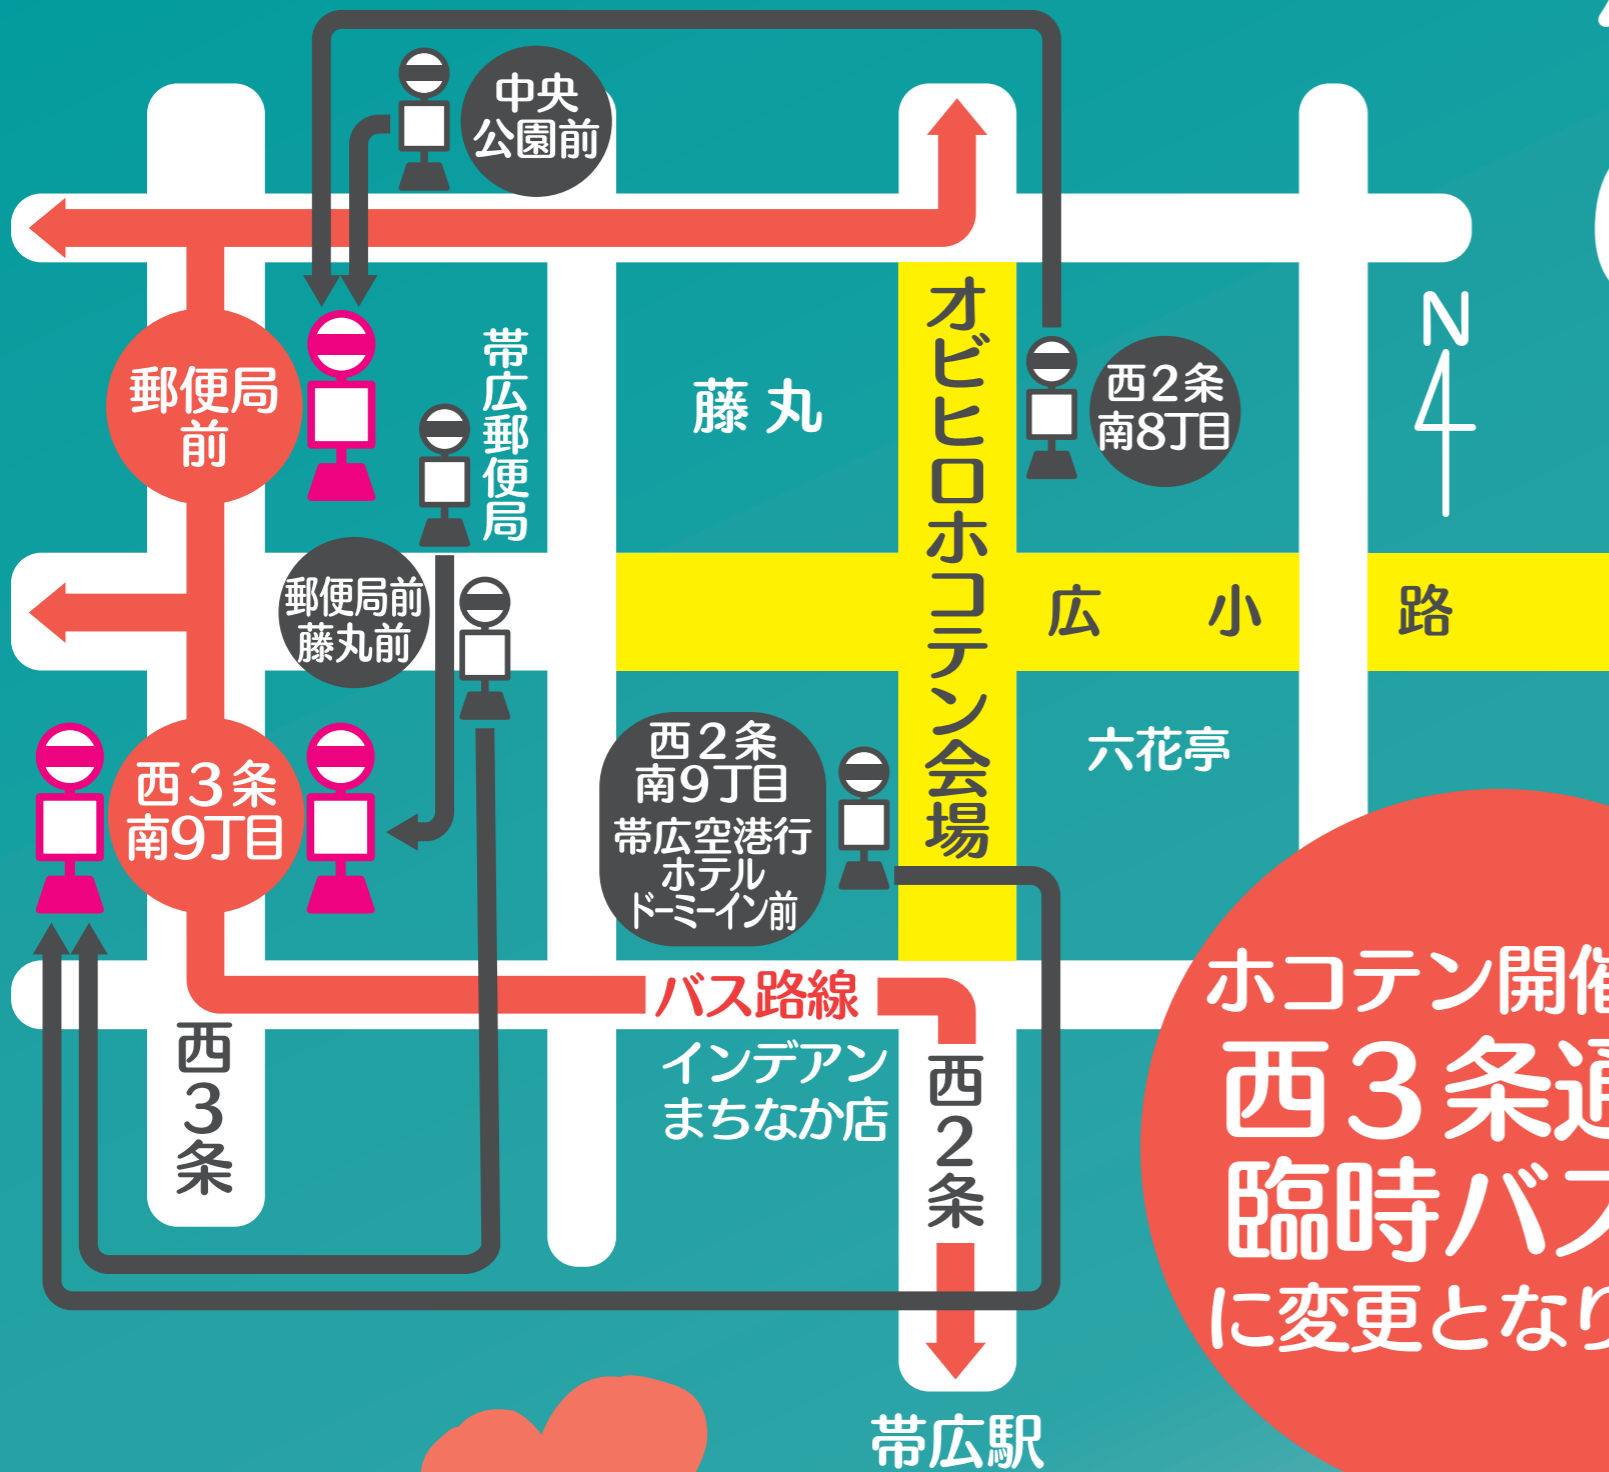 中央
公園前
オビヒロホコテン会場
N
郵便局
前
帯広郵便局
藤丸
西2条
南8丁目
郵便局前
藤丸前
広小路
西3条
南9丁目
西2条
南9丁目
帯広空港行
ホテル
ドーミーイン前
六花亭
バス路線
インデアン
まちなか店
西3条
西2条
帯広駅
ホコテン開催
西3条通
臨時バス
に変更となり